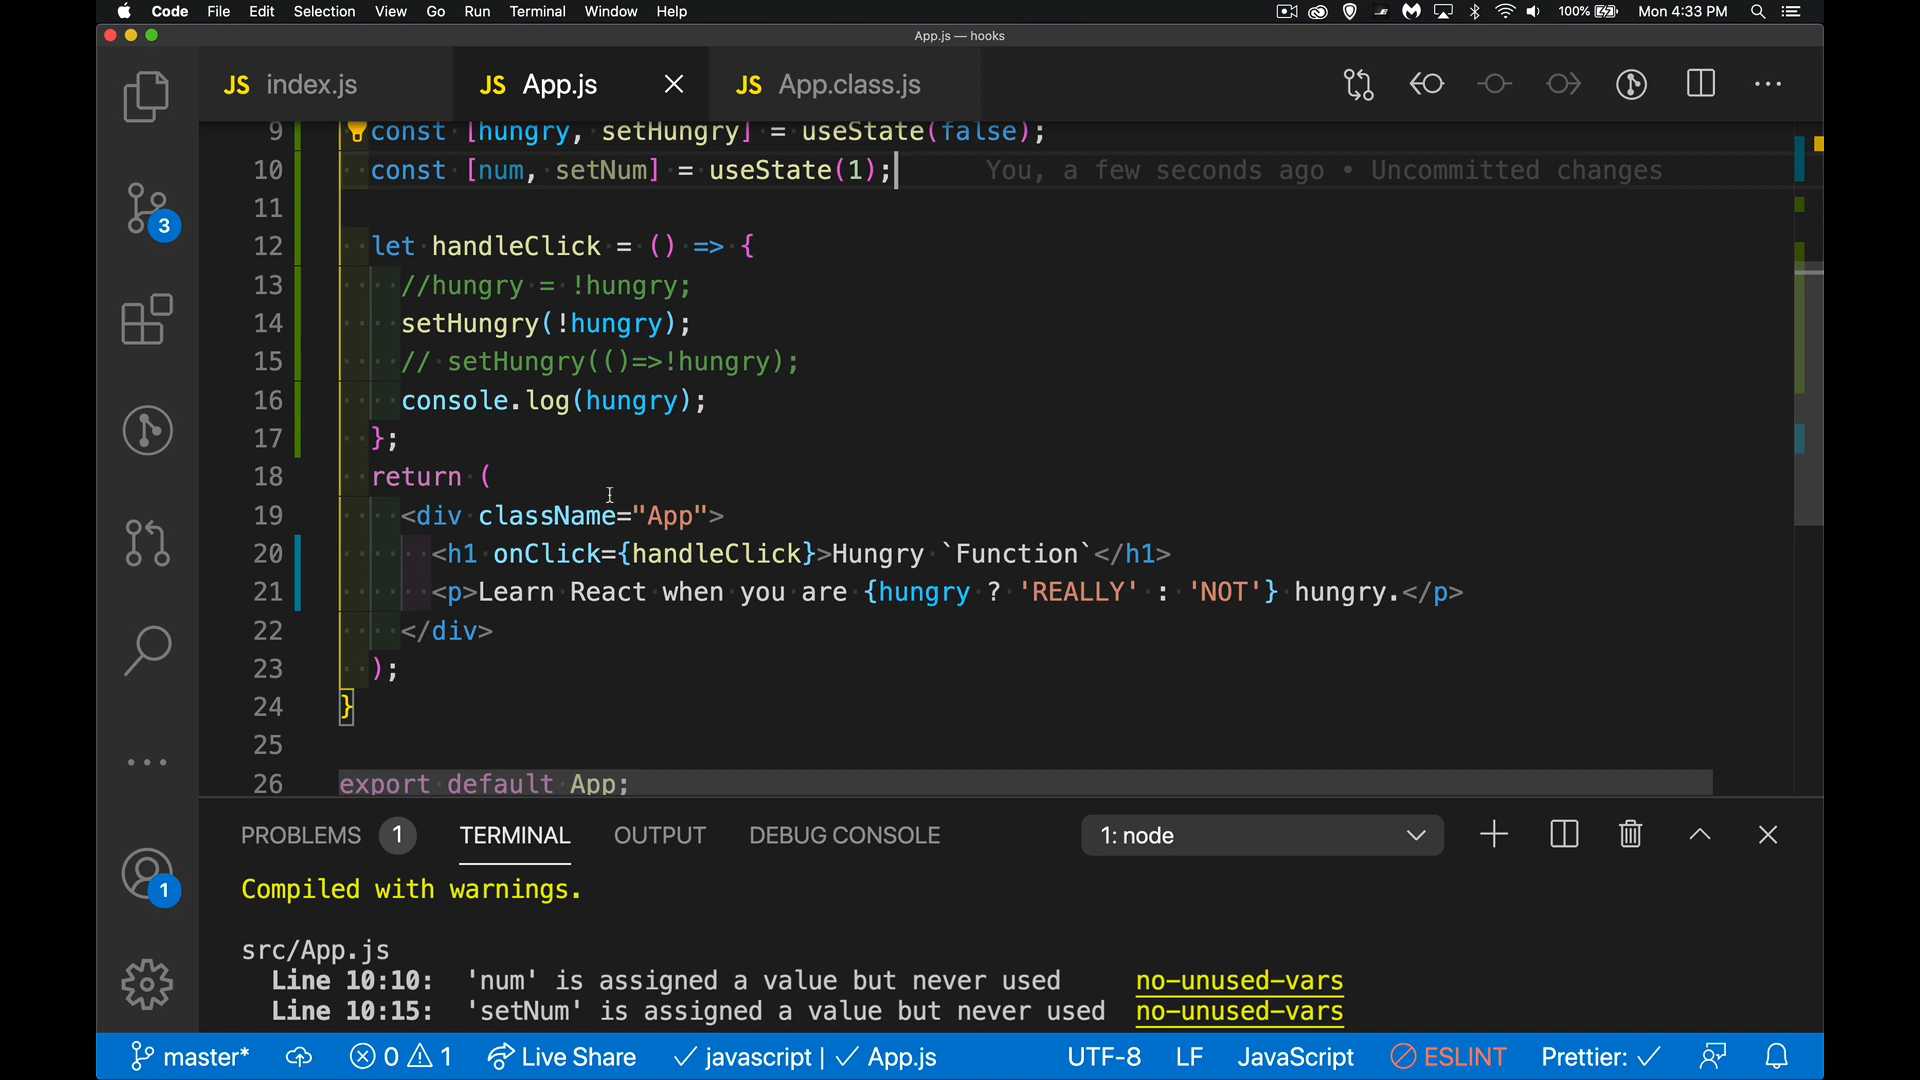 Code File Edit Selection View Go Run Terminal Window Help 100% Mon 4:33 PM
App.js — hooks
JS index.js JS App.js JS App.class.js
9 const [hungry, setHungry] = useState(false);
10 const [num, setNum] = useState(1); You, a few seconds ago • Uncommitted changes
11
12 let handleClick = () => {
13 //hungry = !hungry;
14 setHungry(!hungry);
15 // setHungry(()=>!hungry);
16 console.log(hungry);
17 };
18 return (
19 <div className="App">
20 <h1 onClick={handleClick}>Hungry `Function`</h1>
21 <p>Learn React when you are {hungry ? 'REALLY' : 'NOT'} hungry.</p>
22 </div>
23 );
24 }
25
26 export default App;
3
1
PROBLEMS 1 TERMINAL OUTPUT DEBUG CONSOLE 1: node
Compiled with warnings.
src/App.js
Line 10:10: 'num' is assigned a value but never used no-unused-vars
Line 10:15: 'setNum' is assigned a value but never used no-unused-vars
master* 0 1 Live Share javascript | App.js UTF-8 LF JavaScript ESLINT Prettier: